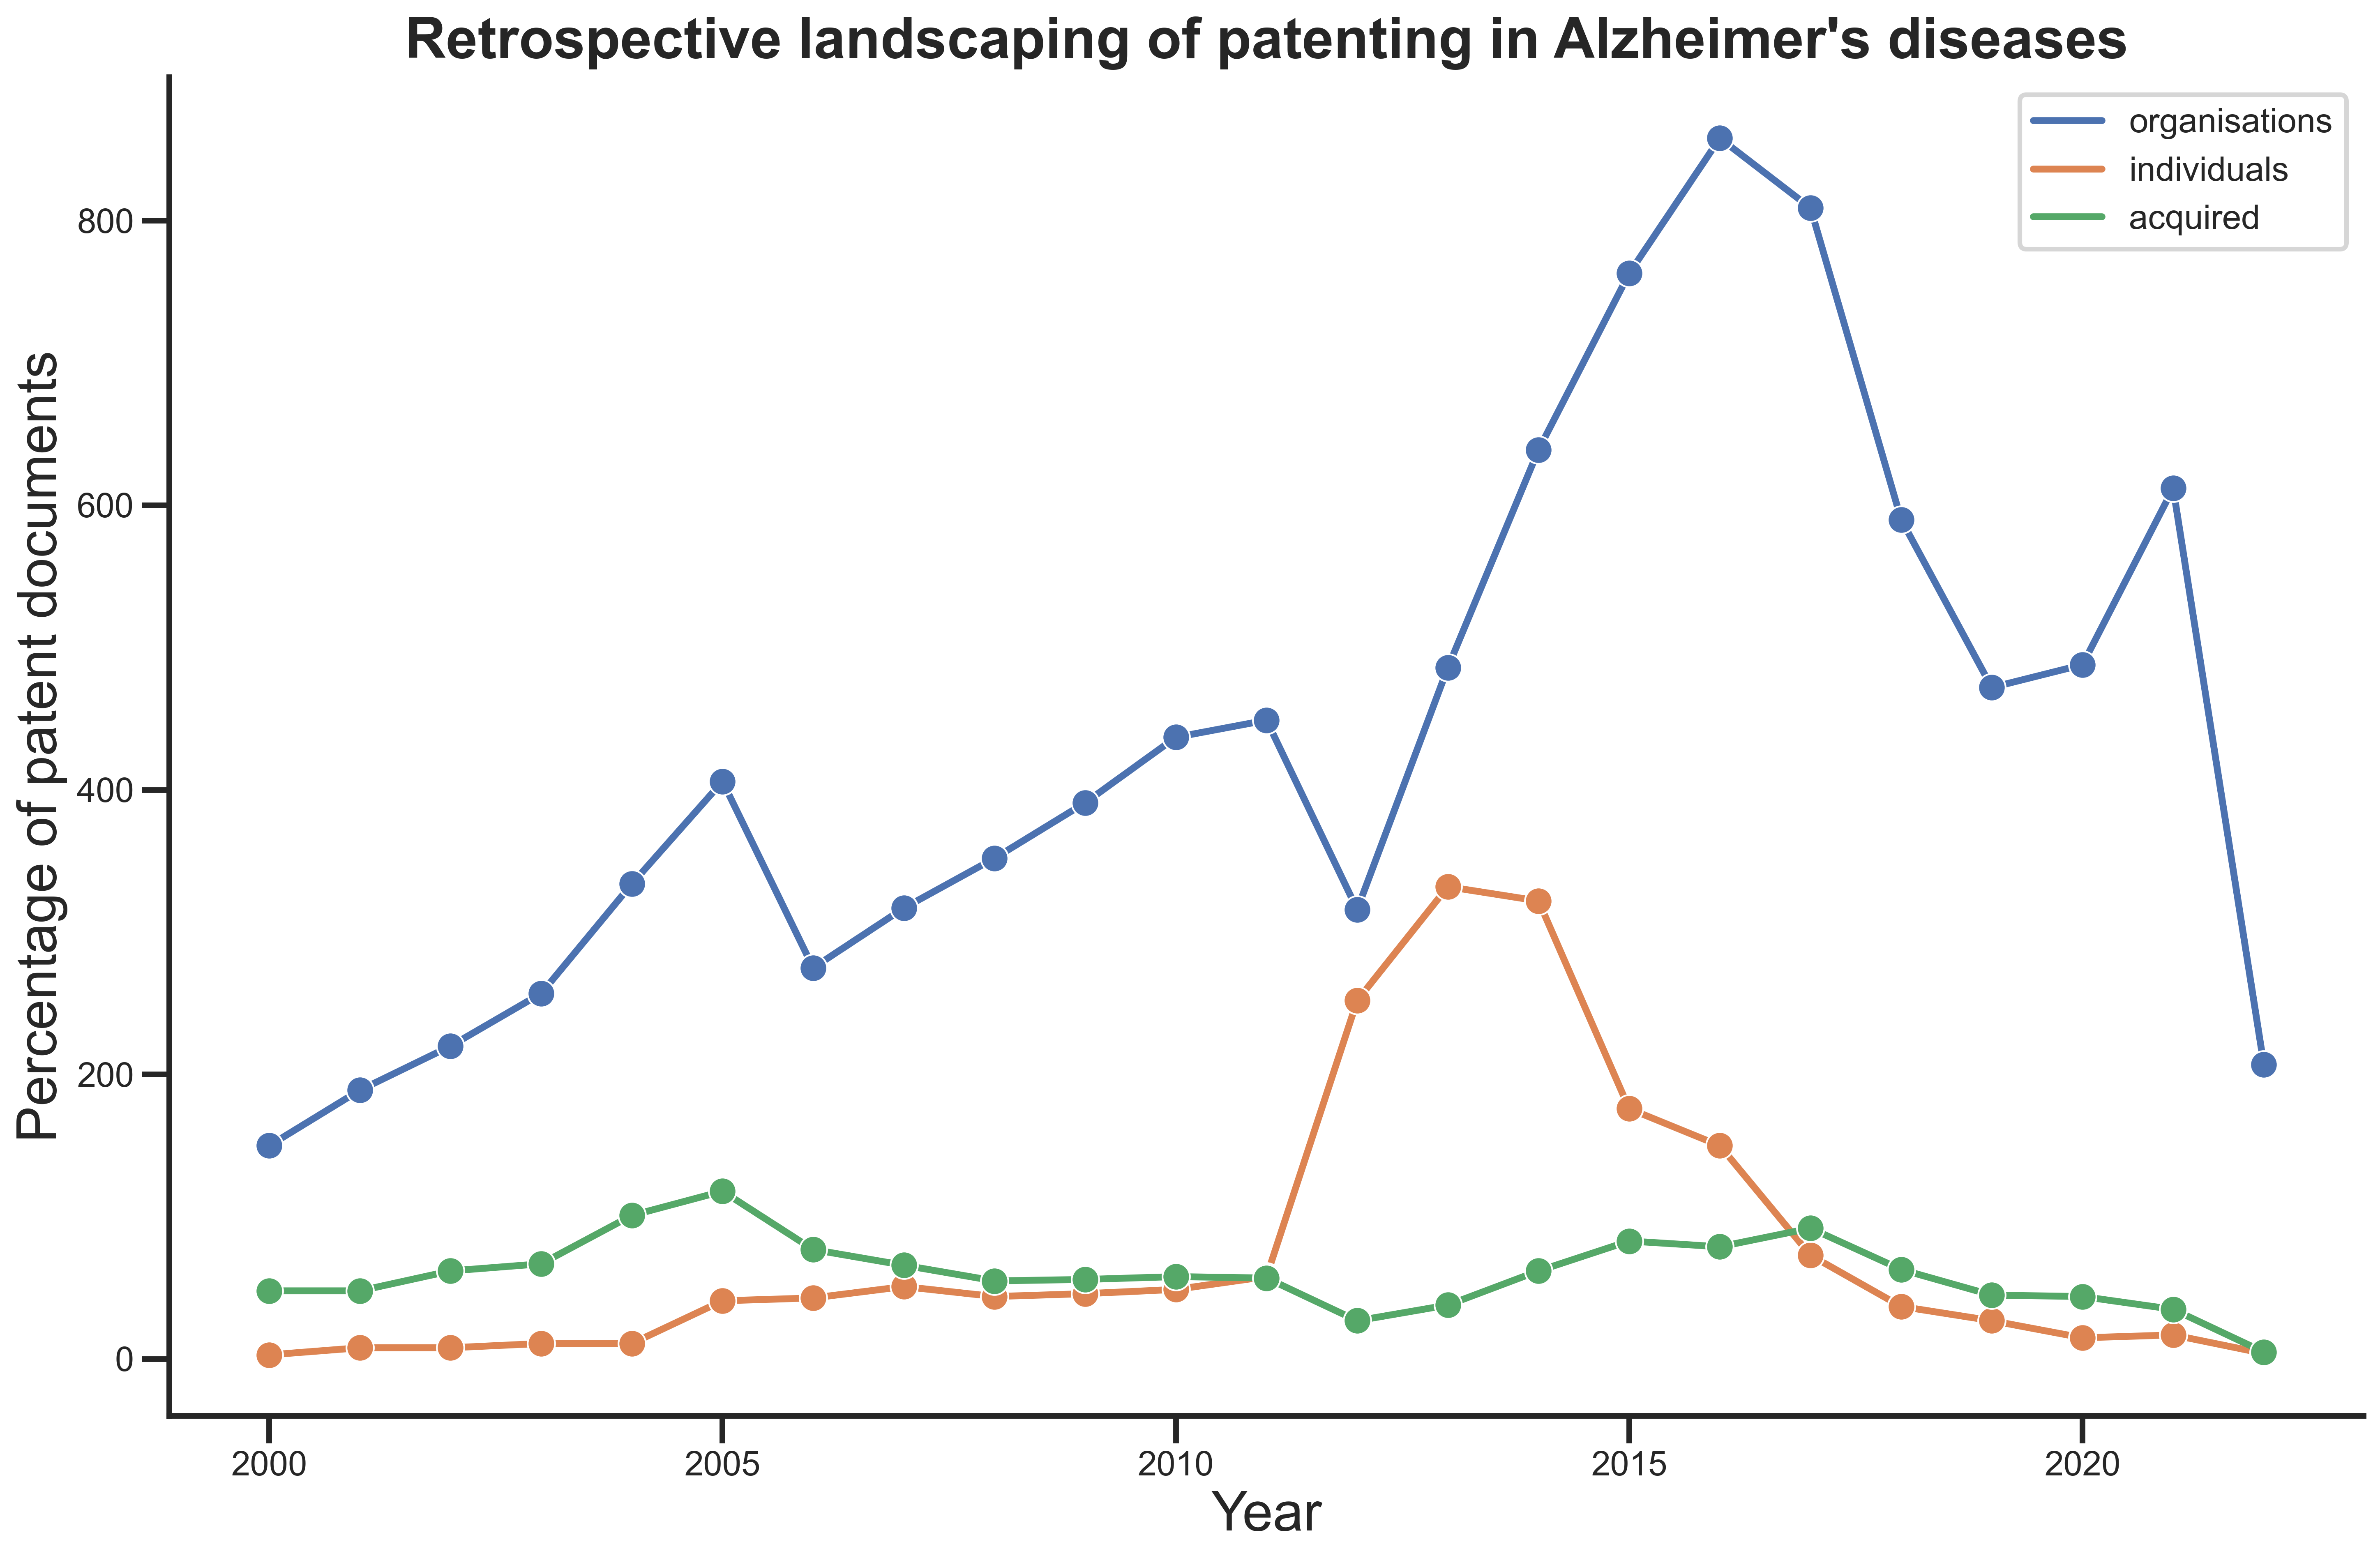 Retrospective landscaping of patenting in Alzheimer's diseases
organisations
individuals
acquired
Percentage of patent documents
800
600
400
200
0
2000
2005
2010
2015
2020
Year